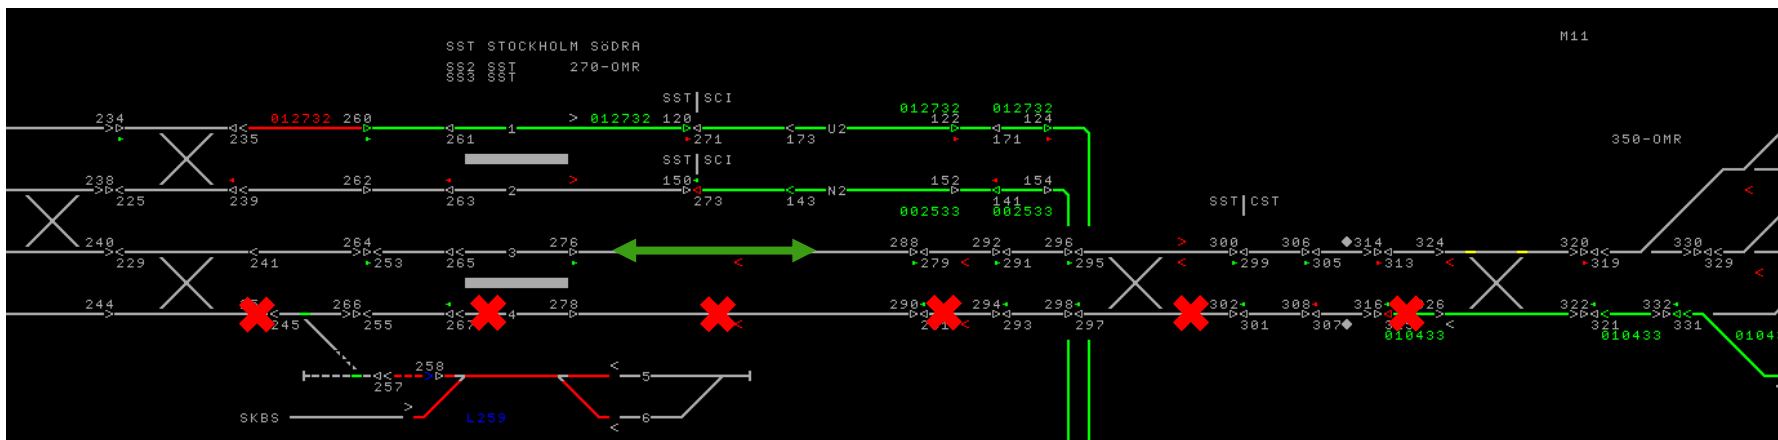 M11
SST STOCKHOLM SöDRA
SS2 SST 270-OMR
SS3 SST
SST SCI
012732 012732
234 012732 260 > 012732 120 122 124
1 U2
235 261 271 173 171
350-OMR
SST SCI
238 262 150 152 154
2 N2
225 239 263 273 143 141
002533 002533
SST CST
240 264 276 288 292 296 300 306 314 324 320 330
3
229 241 253 265 279 291 295 299 305 313 319 329
244 266 278 290 294 298 302 308 316 322 332
4
245 255 267 293 297 301 307 321 331
010433 010433
258
5
257
SKBS L259 6